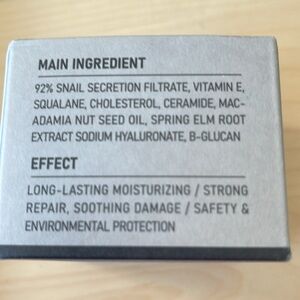 MAIN INGREDIENT
92% SNAIL SECRETION FILTRATE, VITAMIN E,
SQUALANE, CHOLESTEROL, CERAMIDE, MAC-
ADAMIA NUT SEED OIL, SPRING ELM ROOT
EXTRACT SODIUM HYALURONATE, B-GLUCAN
EFFECT
LONG-LASTING MOISTURIZING / STRONG
REPAIR, SOOTHING DAMAGE / SAFETY &
ENVIRONMENTAL PROTECTION